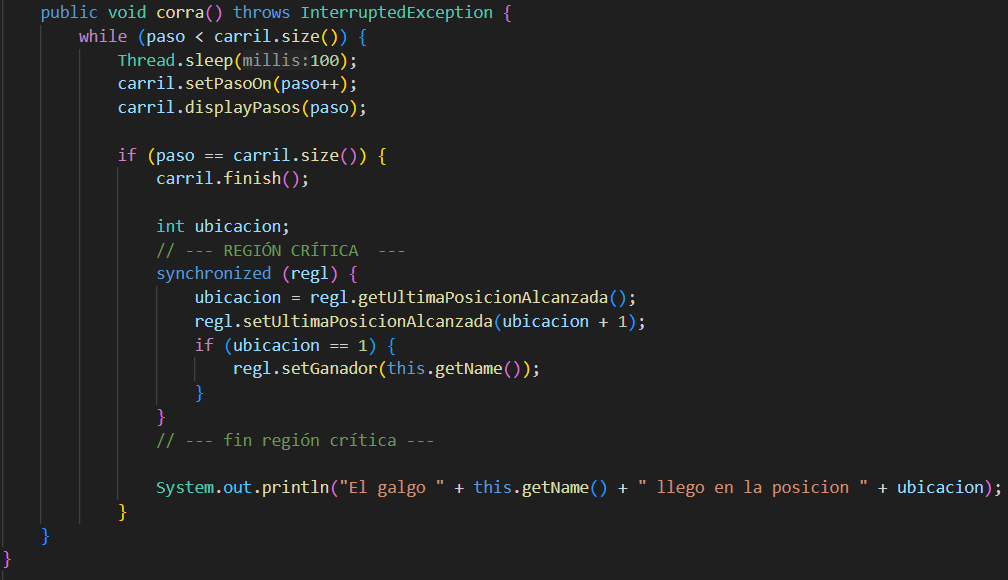 public void corra() throws InterruptedException {
while (paso < carril.size()) {
Thread.sleep(millis:100);
carril.setPasoOn(paso++);
carril.displayPasos(paso);
if (paso == carril.size()) {
carril.finish();
int ubicacion;
// --- REGIÓN CRÍTICA  ---
synchronized (regl) {
ubicacion = regl.getUltimaPosicionAlcanzada();
regl.setUltimaPosicionAlcanzada(ubicacion + 1);
if (ubicacion == 1) {
regl.setGanador(this.getName());
}
}
// --- fin región crítica ---
System.out.println("El galgo " + this.getName() + " llego en la posicion " + ubicacion);
}
}
}